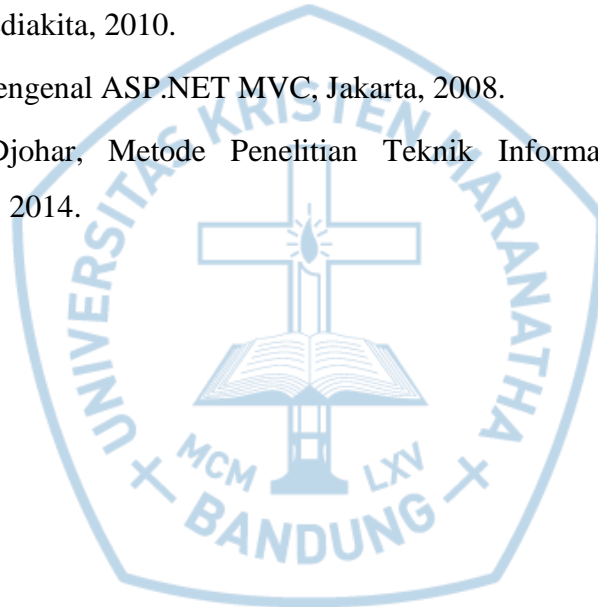 diakita, 2010.
engenal ASP.NET MVC, Jakarta, 2008.
Djohar, Metode Penelitian Teknik Informa
2014.
UNIVERSITAS KRISTEN MARANATHA
MCM LXV
BANDUNG